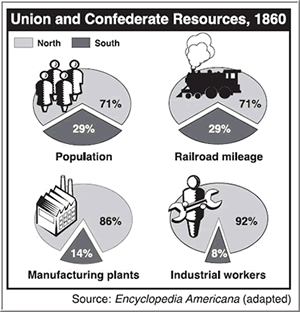 Union and Confederate Resources, 1860
North South
71% 71%
29% 29%
Population Railroad mileage
86% 92%
14% 8%
Manufacturing plants Industrial workers
Source: Encyclopedia Americana (adapted)